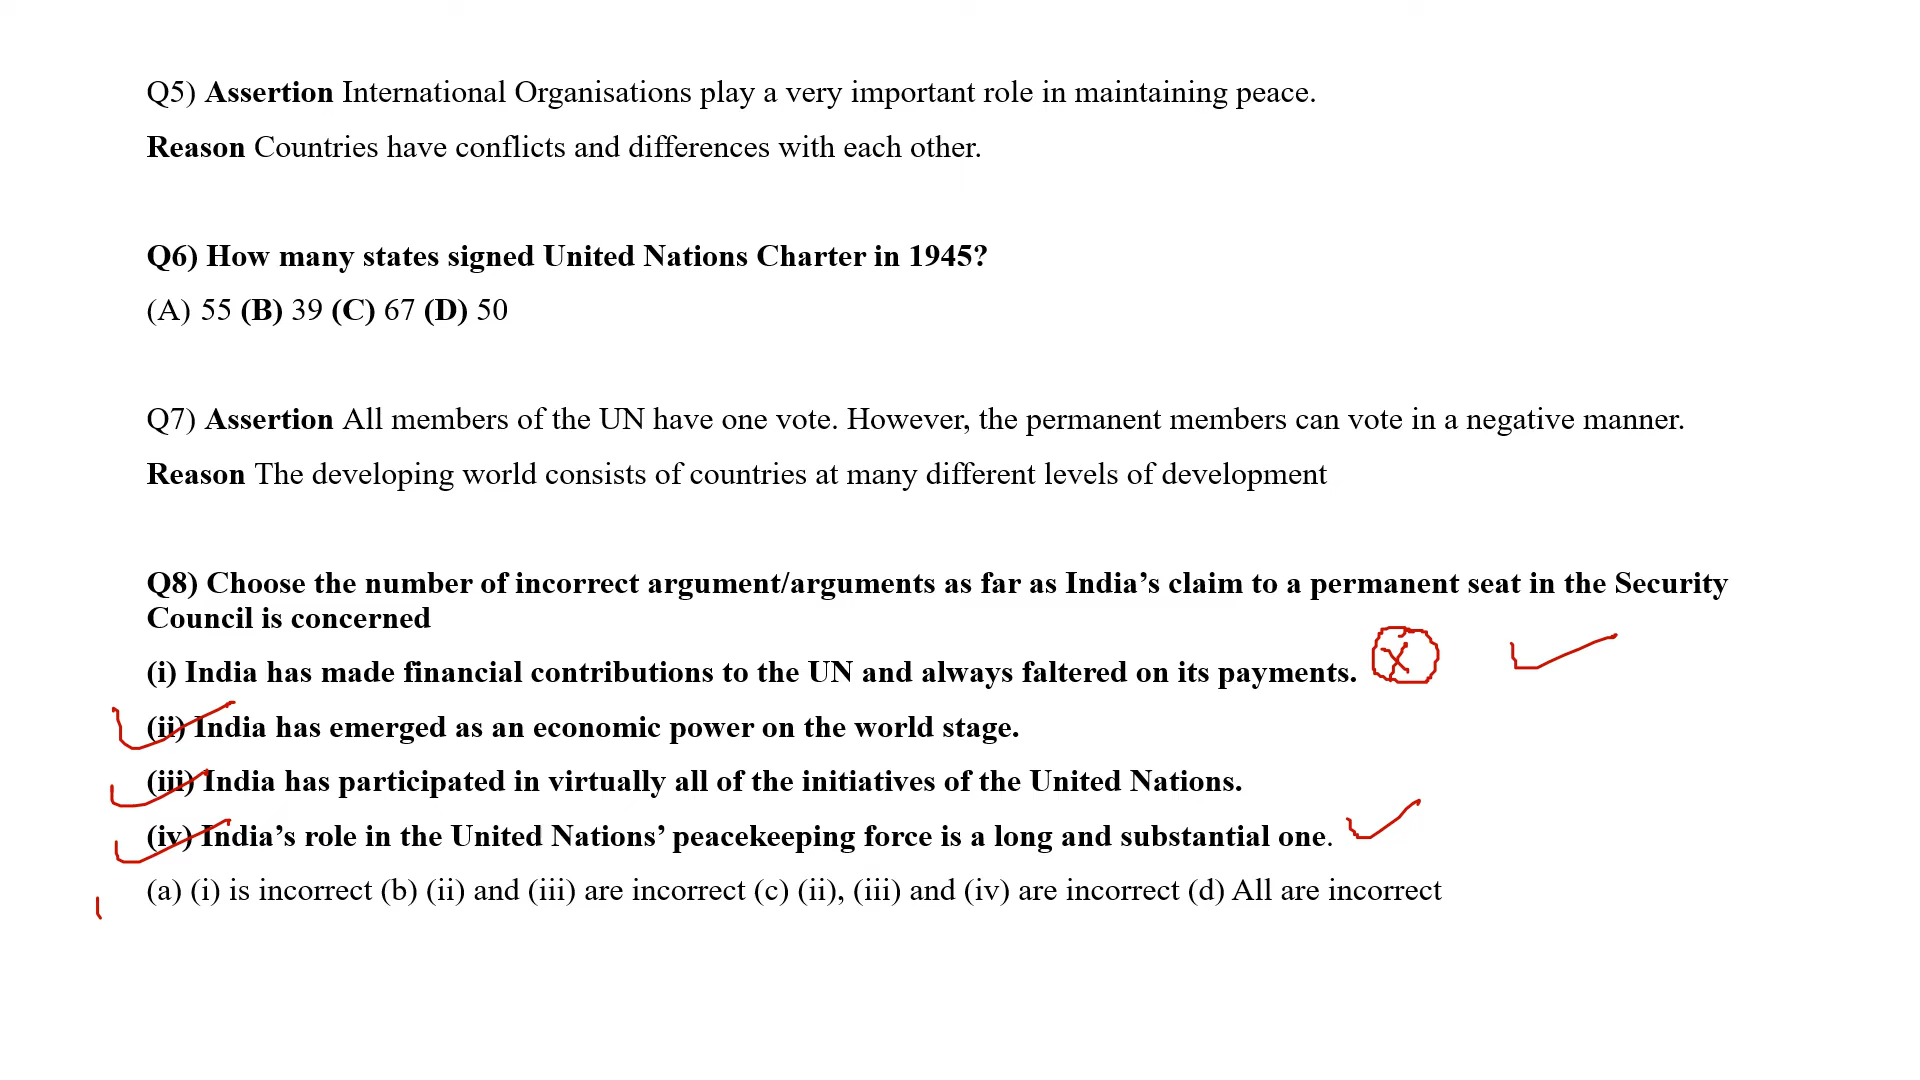 Q5) Assertion International Organisations play a very important role in maintaining peace.
Reason Countries have conflicts and differences with each other.
Q6) How many states signed United Nations Charter in 1945?
(A) 55 (B) 39 (C) 67 (D) 50
Q7) Assertion All members of the UN have one vote. However, the permanent members can vote in a negative manner.
Reason The developing world consists of countries at many different levels of development
Q8) Choose the number of incorrect argument/arguments as far as India’s claim to a permanent seat in the Security
Council is concerned
(i) India has made financial contributions to the UN and always faltered on its payments.
(ii) India has emerged as an economic power on the world stage.
(iii) India has participated in virtually all of the initiatives of the United Nations.
(iv) India’s role in the United Nations’ peacekeeping force is a long and substantial one.
(a) (i) is incorrect (b) (ii) and (iii) are incorrect (c) (ii), (iii) and (iv) are incorrect (d) All are incorrect